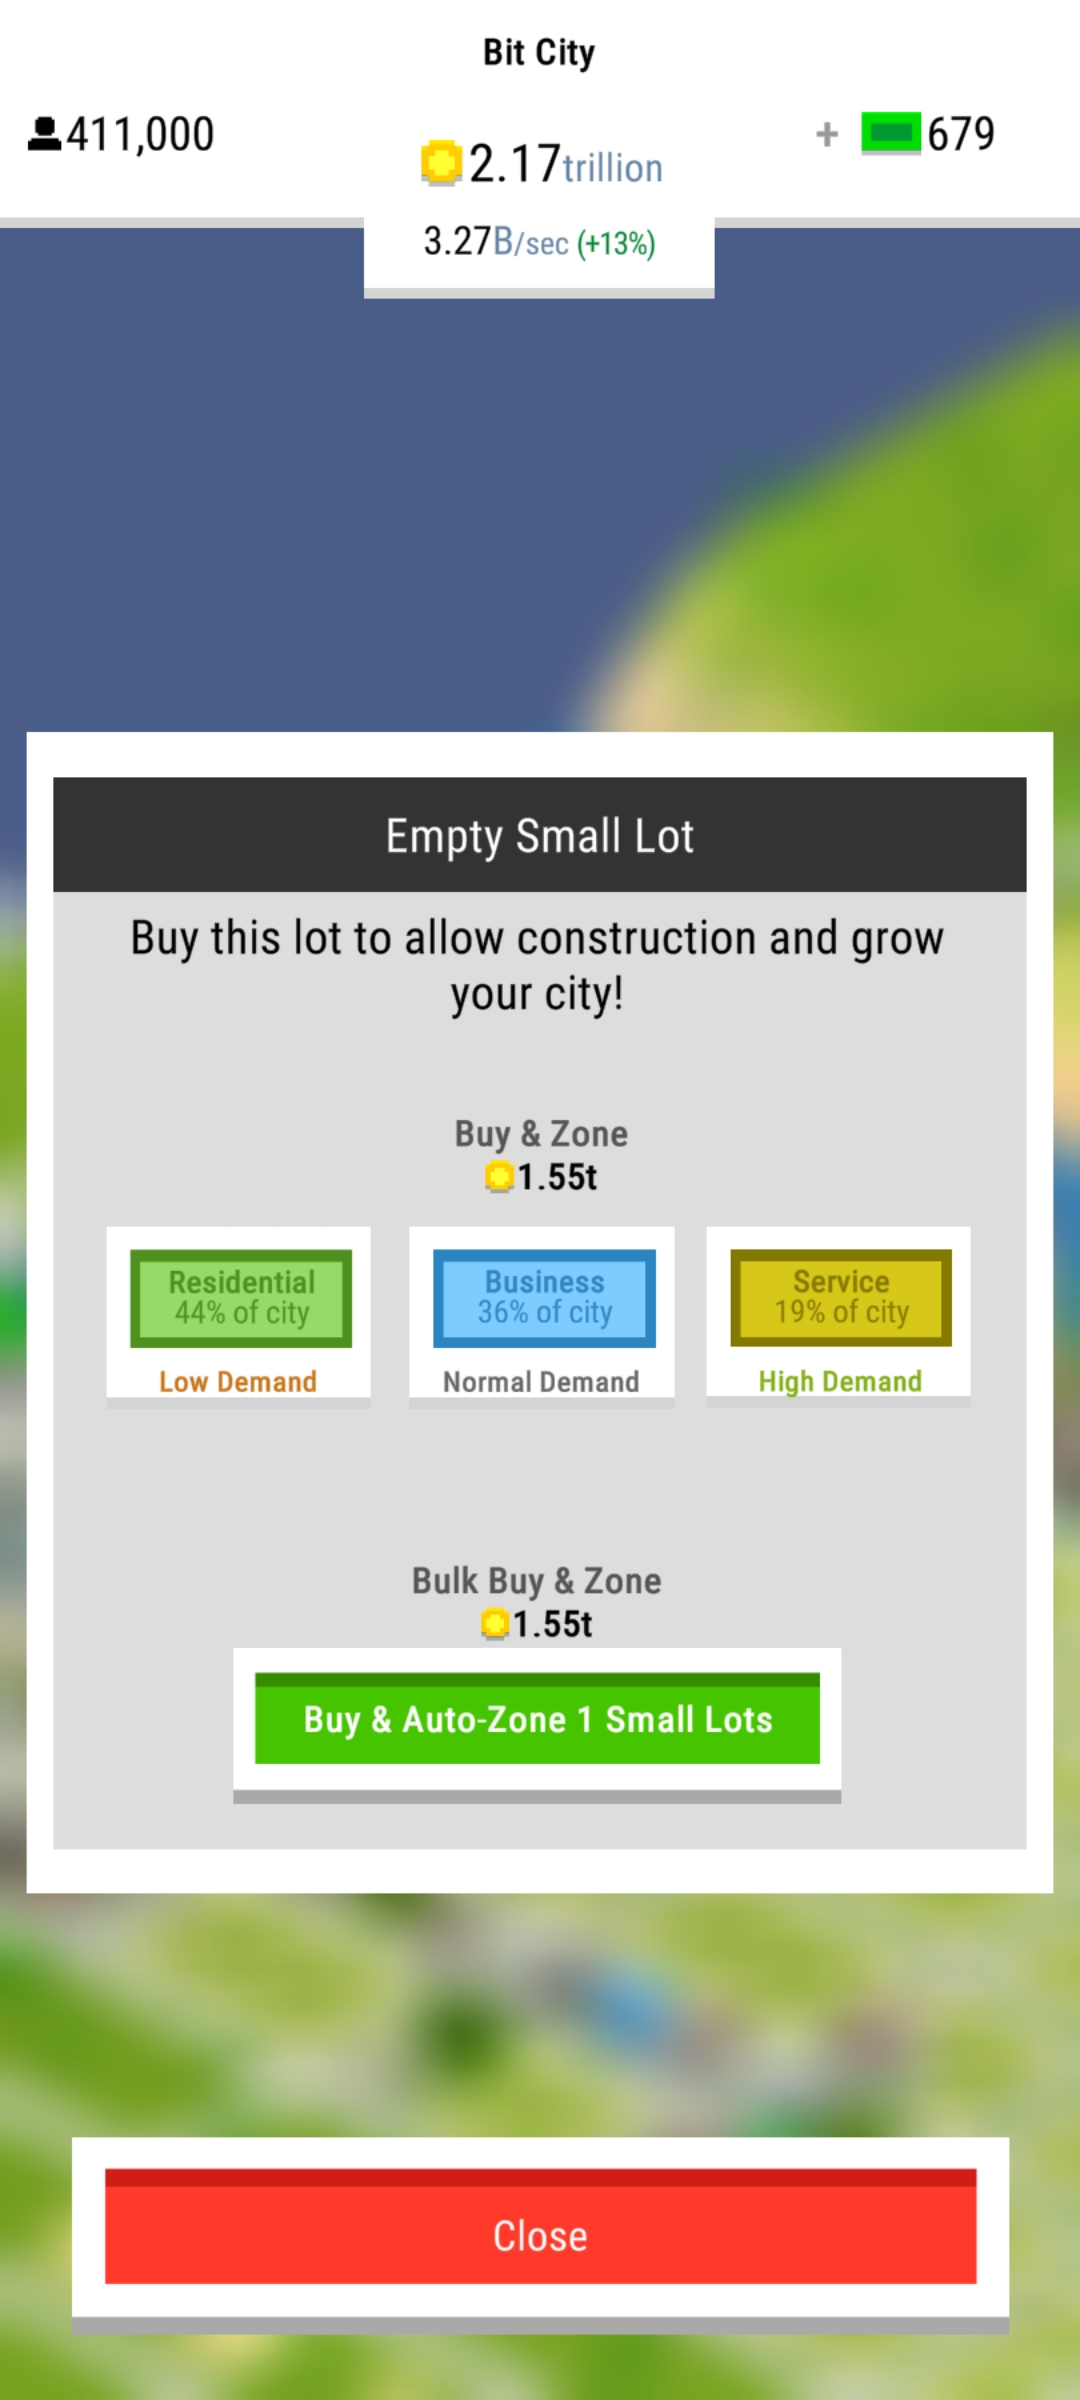 Bit City
411,000
2.17trillion
+ 679
3.27B/sec (+13%)
Empty Small Lot
Buy this lot to allow construction and grow
your city!
Buy & Zone
1.55t
Residential
44% of city
Low Demand
Business
36% of city
Normal Demand
Service
19% of city
High Demand
Bulk Buy & Zone
1.55t
Buy & Auto-Zone 1 Small Lots
Close